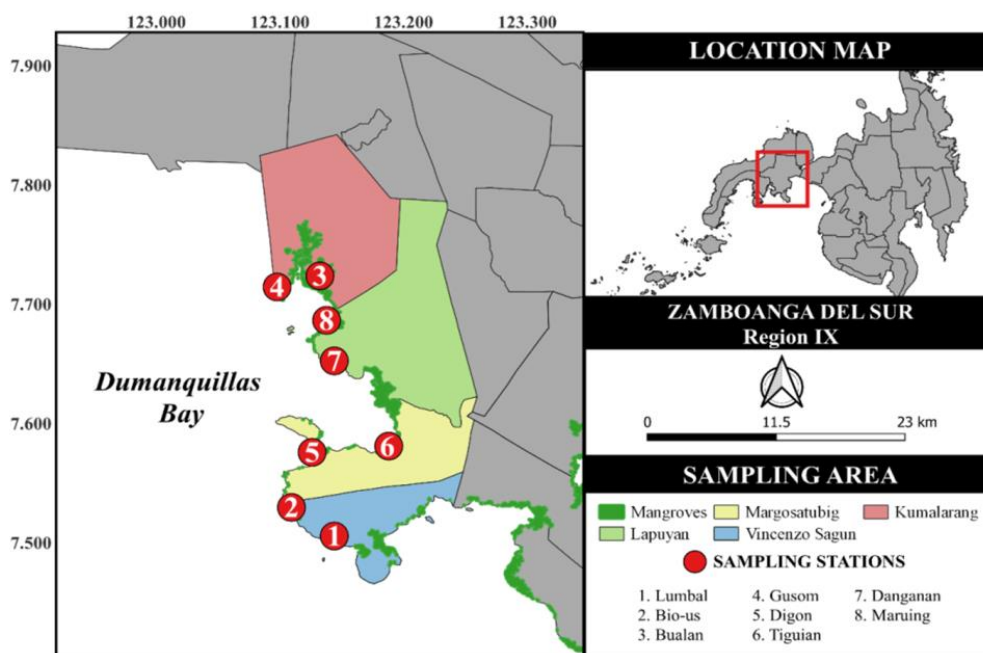 123.000 123.100 123.200 123.300
7.900
7.800
7.700
7.600
7.500
4
3
8
7
Dumanquillas
Bay
5
6
2
1
LOCATION MAP
ZAMBOANGA DEL SUR
Region IX
0 11.5 23 km
SAMPLING AREA
Mangroves Margosatubig Kumalarang
Lapuyan Vincenzo Sagun
SAMPLING STATIONS
1. Lumbal 4. Gusom 7. Danganan
2. Bio-us 5. Digon 8. Maruing
3. Bualan 6. Tiguian